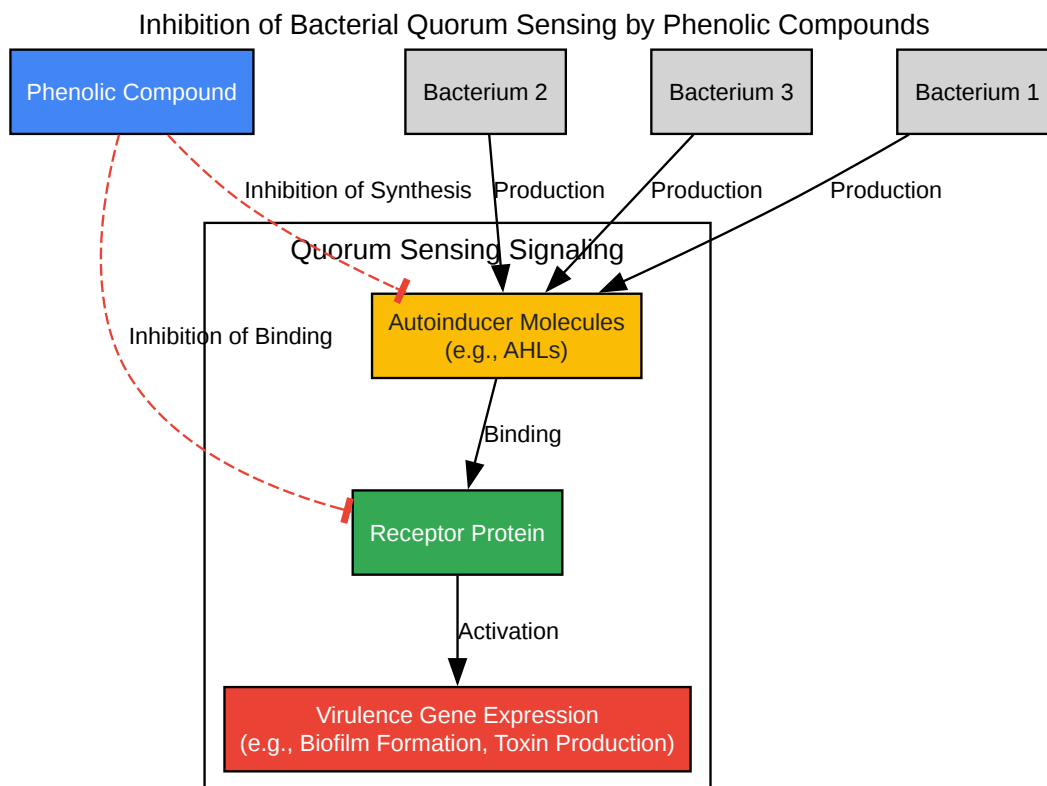 Inhibition of Bacterial Quorum Sensing by Phenolic Compounds
Phenolic Compound
Bacterium 2
Bacterium 3
Bacterium 1
Inhibition of Synthesis
Production
Production
Production
Quorum Sensing Signaling
Autoinducer Molecules
(e.g., AHLs)
Inhibition of Binding
Binding
Receptor Protein
Activation
Virulence Gene Expression
(e.g., Biofilm Formation, Toxin Production)